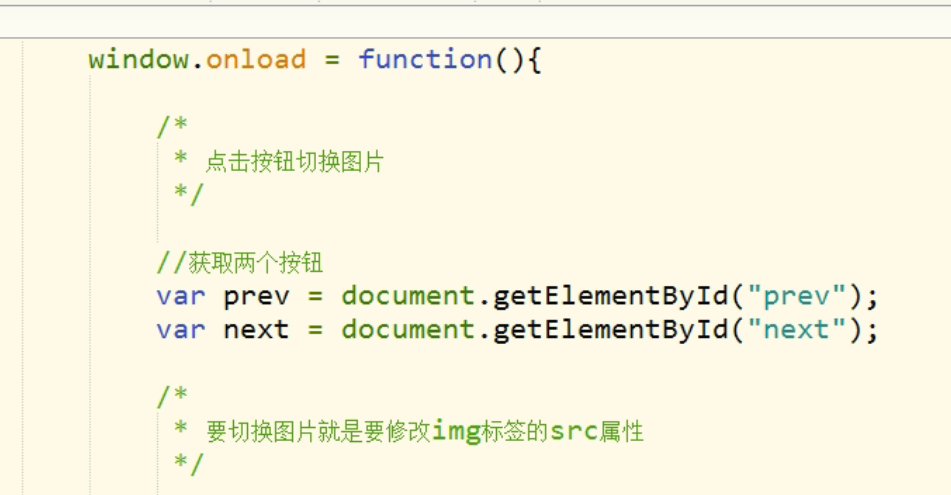 window.onload = function(){
/*
* 点击按钮切换图片
*/
//获取两个按钮
var prev = document.getElementById("prev");
var next = document.getElementById("next");
/*
* 要切换图片就是要修改img标签的src属性
*/